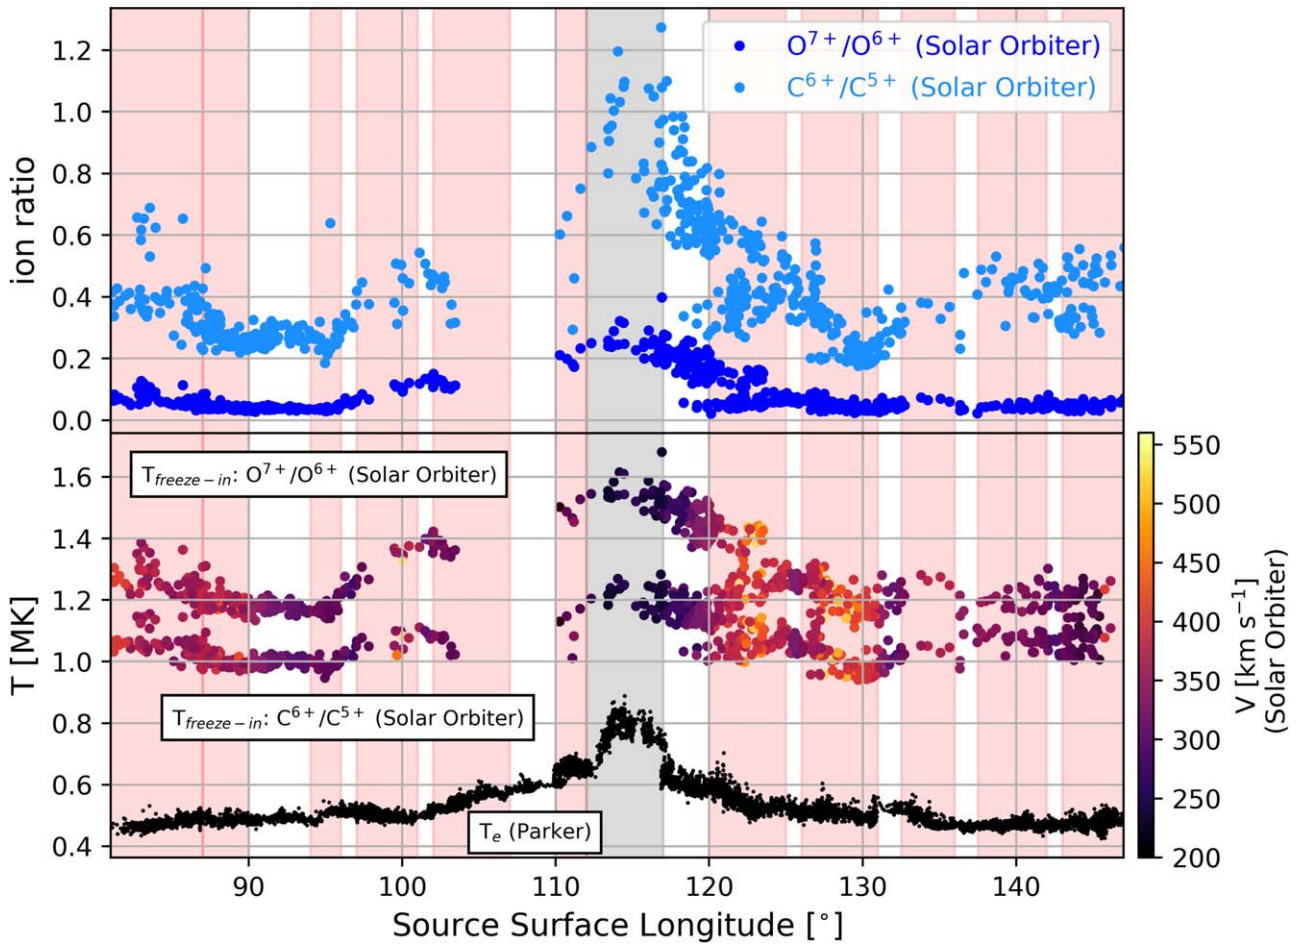 1.2
1.0
0.8
0.6
0.4
0.2
0.0
ion ratio
O⁷⁺/O⁶⁺ (Solar Orbiter)
C⁶⁺/C⁵⁺ (Solar Orbiter)
1.6
1.4
1.2
1.0
0.8
0.6
0.4
T [MK]
T_freeze−in: O⁷⁺/O⁶⁺ (Solar Orbiter)
T_freeze−in: C⁶⁺/C⁵⁺ (Solar Orbiter)
T_e (Parker)
550
500
450
400
350
300
250
200
V [km s⁻¹]
(Solar Orbiter)
90 100 110 120 130 140
Source Surface Longitude [°]